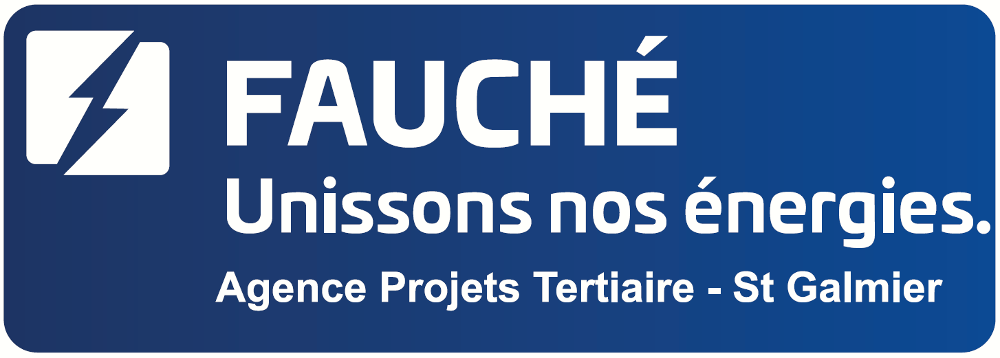 FAUCHÉ
Unissons nos énergies.
Agence Projets Tertiaire - St Galmier